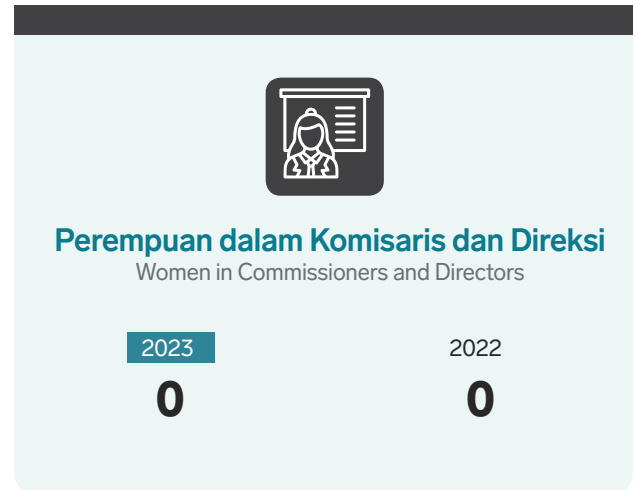 Perempuan dalam Komisaris dan Direksi
Women in Commissioners and Directors
2023 2022
0 0